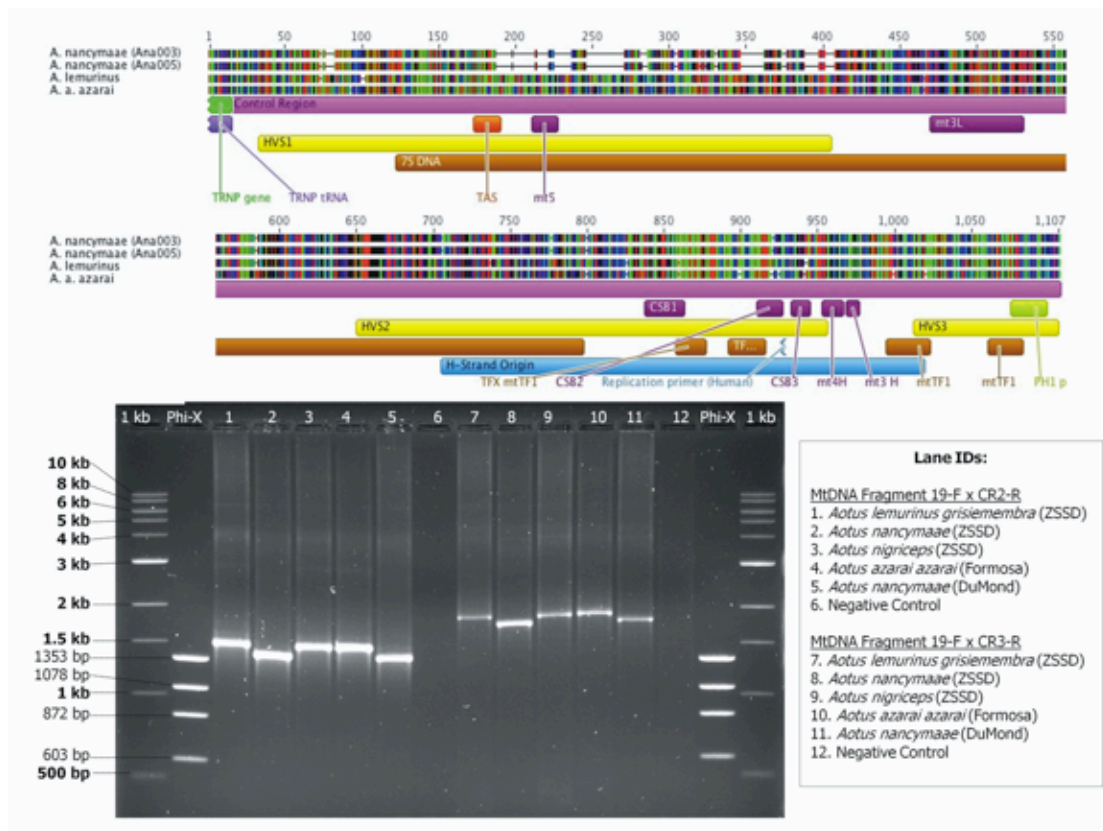 1 50 100 150 200 250 300 350 400 450 500 550
A. nancymaae (Ana003)
A. nancymaae (Ana005)
A. lemurinus
A. a. azarai
Control Region
mt3L
HVS1
7S DNA
TRNP gene TRNP tRNA TAS mt5
600 650 700 750 800 850 900 950 1,000 1,050 1,107
A. nancymaae (Ana003)
A. nancymaae (Ana005)
A. lemurinus
A. a. azarai
CSB1
HVS2 HVS3
TF...
H-Strand Origin
TFX mtTF1 CSB2 Replication primer (Human) CSB3 mt4H mt3 H mtTF1 mtTF1 PH1 p
1 kb Phi-X 1 2 3 4 5 6 7 8 9 10 11 12 Phi-X 1 kb
10 kb
8 kb
6 kb
5 kb
4 kb
3 kb
2 kb
1.5 kb
1353 bp
1078 bp
1 kb
872 bp
603 bp
500 bp
Lane IDs:
MtDNA Fragment 19-F x CR2-R
1. Aotus lemurinus grisiemembra (ZSSD)
2. Aotus nancymaae (ZSSD)
3. Aotus nigriceps (ZSSD)
4. Aotus azarai azarai (Formosa)
5. Aotus nancymaae (DuMond)
6. Negative Control
MtDNA Fragment 19-F x CR3-R
7. Aotus lemurinus grisiemembra (ZSSD)
8. Aotus nancymaae (ZSSD)
9. Aotus nigriceps (ZSSD)
10. Aotus azarai azarai (Formosa)
11. Aotus nancymaae (DuMond)
12. Negative Control